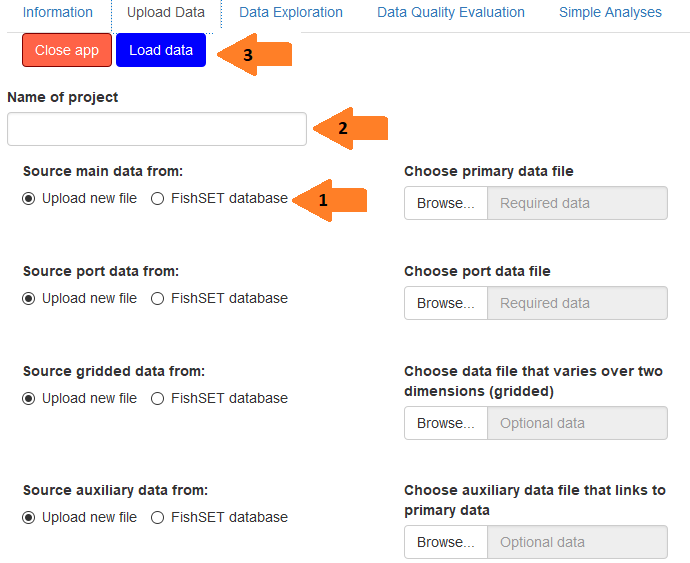 Information Upload Data Data Exploration Data Quality Evaluation Simple Analyses
Close app Load data 3
Name of project
2
Source main data from: Choose primary data file
Upload new file FishSET database 1 Browse... Required data
Source port data from: Choose port data file
Upload new file FishSET database Browse... Required data
Source gridded data from: Choose data file that varies over two
dimensions (gridded)
Upload new file FishSET database Browse... Optional data
Source auxiliary data from: Choose auxiliary data file that links to
primary data
Upload new file FishSET database Browse... Optional data